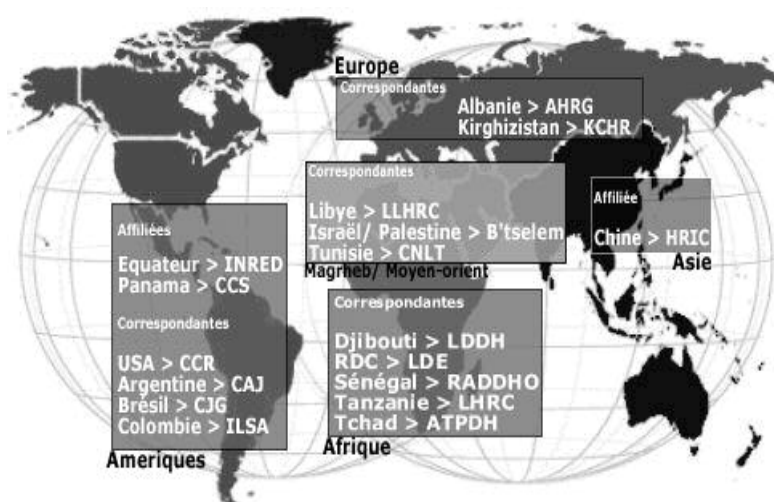 Europe
Correspondantes
Albanie > AHRG
Kirghizistan > KCHR
Correspondantes
Libye > LLHRC
Israël/ Palestine > B'tselem
Tunisie > CNLT
Magrheb/ Moyen-orient
Affiliée
Chine > HRIC
Asie
Affiliées
Equateur > INRED
Panama > CCS
Correspondantes
USA > CCR
Argentine > CAJ
Brésil > CJG
Colombie > ILSA
Ameriques
Correspondantes
Djibouti > LDDH
RDC > LDE
Sénégal > RADDHO
Tanzanie > LHRC
Tchad > ATPDH
Afrique